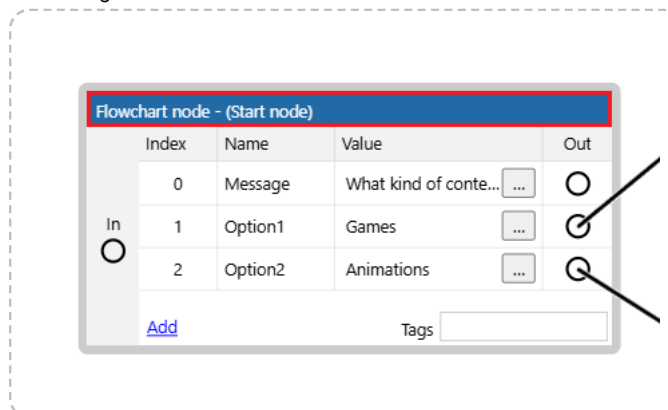 Flowchart node - (Start node)
Index Name Value Out
0 Message What kind of conte... ...
In
1 Option1 Games ...
2 Option2 Animations ...
Add Tags